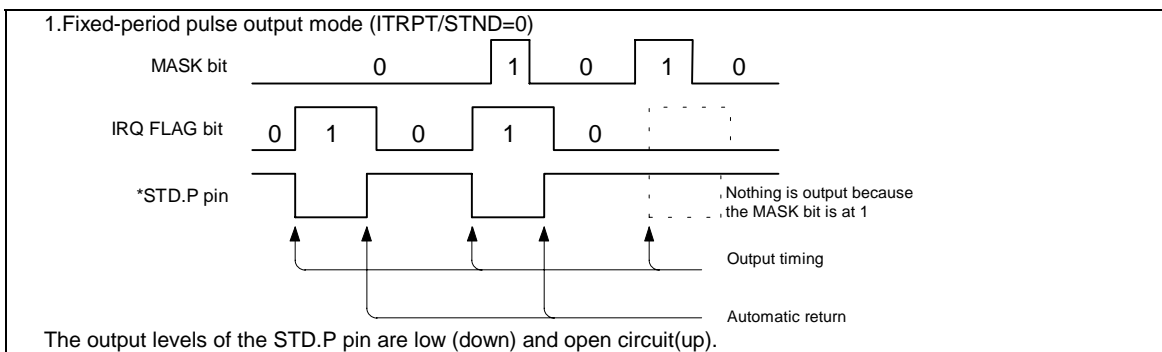 1.Fixed-period pulse output mode (ITRPT/STND=0)
MASK bit 0 1 0 1 0
IRQ FLAG bit 0 1 0 1 0
*STD.P pin
Nothing is output because
the MASK bit is at 1
Output timing
Automatic return
The output levels of the STD.P pin are low (down) and open circuit(up).